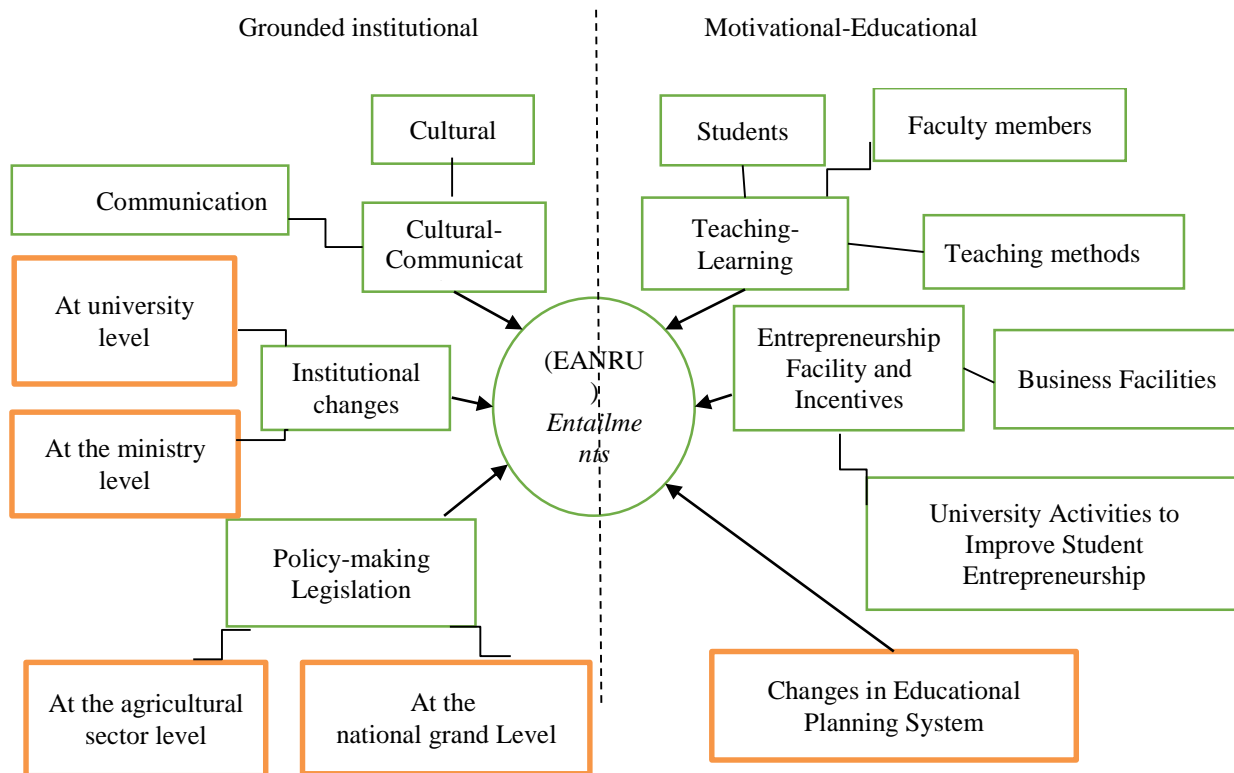 Grounded institutional
Motivational-Educational
Cultural
Communication
Cultural-
Communicat
At university
level
Institutional
changes
At the ministry
level
Policy-making
Legislation
At the agricultural
sector level
At the
national grand Level
(EANRU
)
Entailme
nts
Students
Faculty members
Teaching-
Learning
Teaching methods
Entrepreneurship
Facility and
Incentives
Business Facilities
University Activities to
Improve Student
Entrepreneurship
Changes in Educational
Planning System